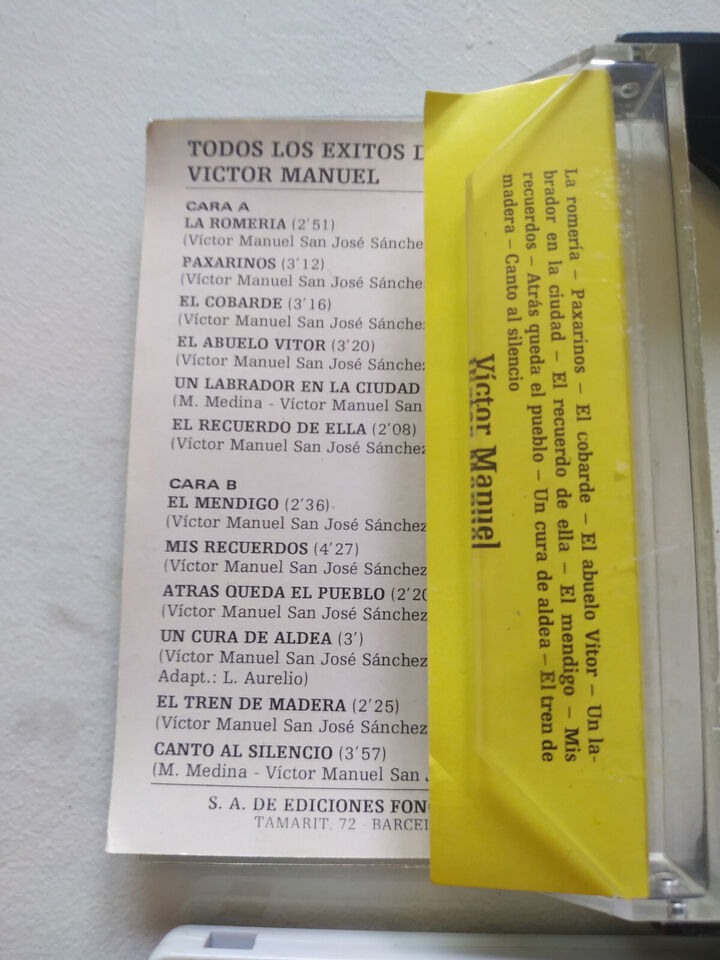 TODOS LOS EXITOS
VICTOR MANUEL
CARA A
LA ROMERIA (2'51)
(Víctor Manuel San José Sánche
PAXARINOS (3'12)
(Víctor Manuel San José Sánche
EL COBARDE (3'16)
(Víctor Manuel San José Sánche
EL ABUELO VITOR (3'20)
(Víctor Manuel San José Sánchez
UN LABRADOR EN LA CIUDAD
(M. Medina - Víctor Manuel San
EL RECUERDO DE ELLA (2'08)
(Víctor Manuel San José Sánchez
CARA B
EL MENDIGO (2'36)
(Víctor Manuel San José Sánchez
MIS RECUERDOS (4'27)
(Víctor Manuel San José Sánchez
ATRAS QUEDA EL PUEBLO (2'20
(Víctor Manuel San José Sánchez
UN CURA DE ALDEA (3')
(Víctor Manuel San José Sánchez
Adapt.: L. Aurelio)
EL TREN DE MADERA (2'25)
(Víctor Manuel San José Sánchez
CANTO AL SILENCIO (3'57)
(M. Medina - Víctor Manuel San
S. A. DE EDICIONES FONO
TAMARIT, 72 - BARCEL
La romería – Paxarinos – El cobarde – El abuelo Vítor – Un la-
brador en la ciudad – El recuerdo de ella – El mendigo – Mis
recuerdos – Atrás queda el pueblo – Un cura de aldea – El tren de
madera – Canto al silencio
Víctor Manuel